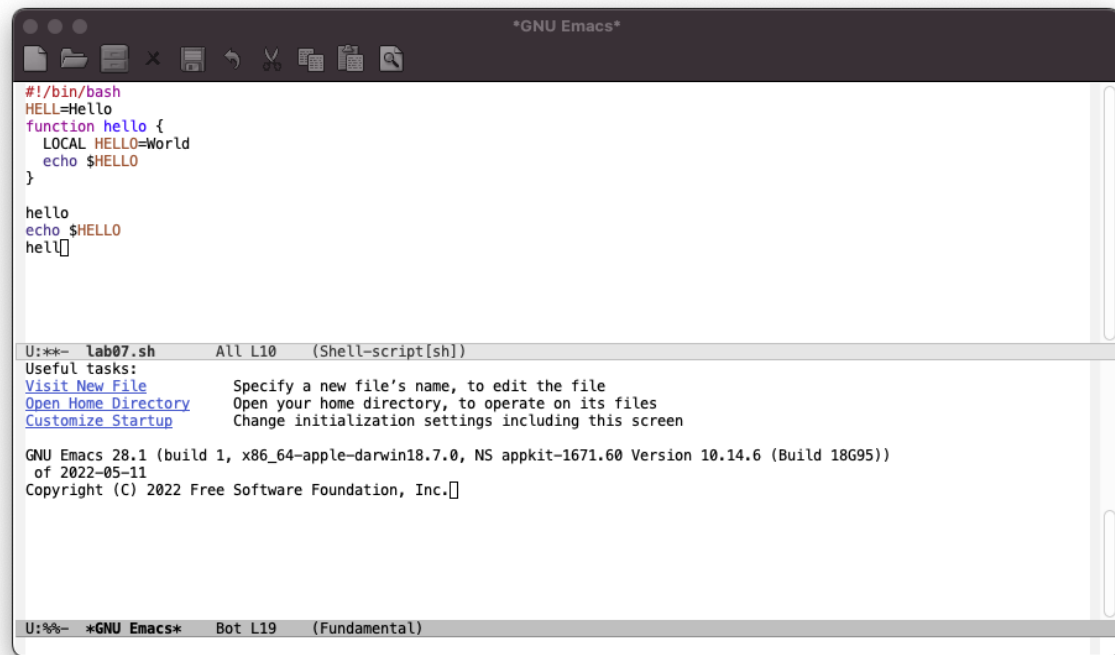 *GNU Emacs*
#!/bin/bash
HELL=Hello
function hello {
  LOCAL HELLO=World
  echo $HELLO
}
hello
echo $HELLO
hell
U:**-  lab07.sh       All L10    (Shell-script[sh])
Useful tasks:
Visit New File          Specify a new file's name, to edit the file
Open Home Directory     Open your home directory, to operate on its files
Customize Startup       Change initialization settings including this screen
GNU Emacs 28.1 (build 1, x86_64-apple-darwin18.7.0, NS appkit-1671.60 Version 10.14.6 (Build 18G95))
 of 2022-05-11
Copyright (C) 2022 Free Software Foundation, Inc.
U:%%-  *GNU Emacs*    Bot L19    (Fundamental)